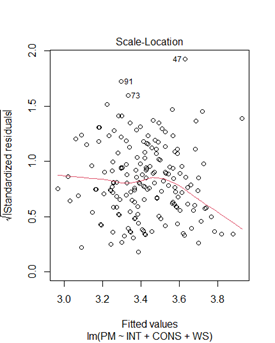 Scale-Location
√|Standardized residuals|
2.0
1.5
1.0
0.5
0.0
47
91
73
3.0 3.2 3.4 3.6 3.8
Fitted values
lm(PM ~ INT + CONS + WS)